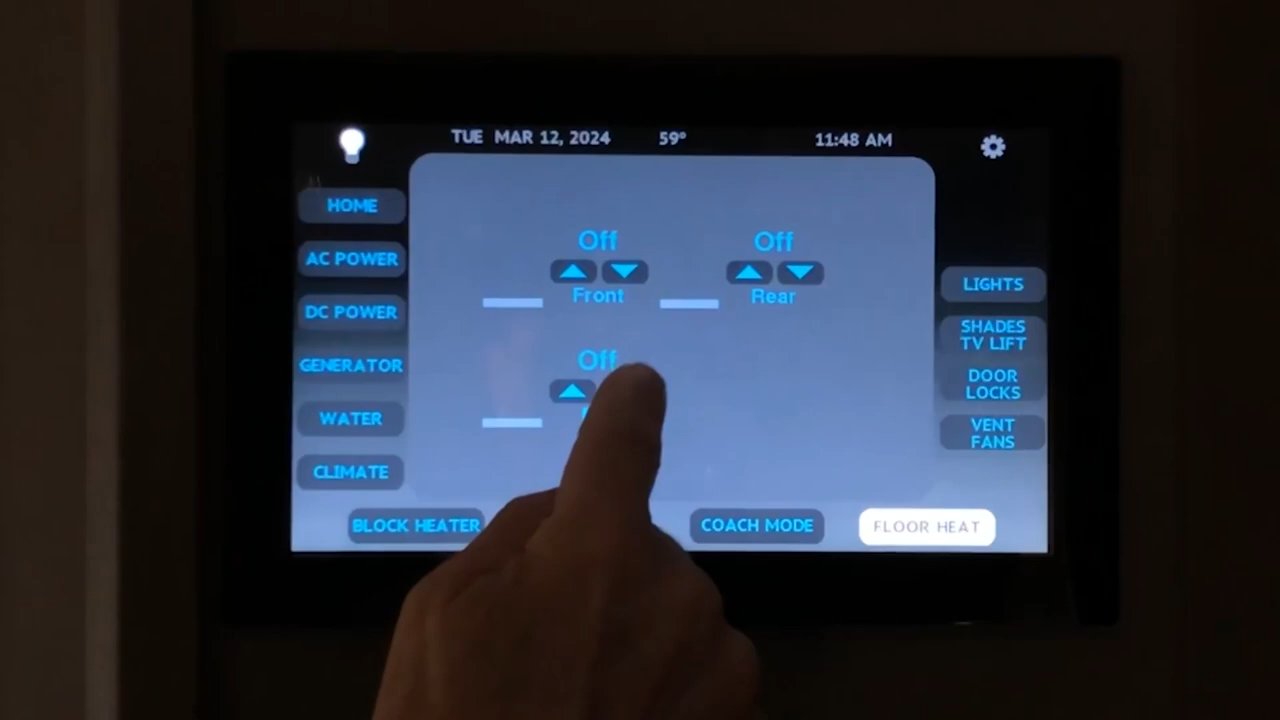 TUE MAR 12, 2024 59° 11:48 AM
HOME
AC POWER
DC POWER
GENERATOR
WATER
CLIMATE
Off
Front
Off
Rear
Off
LIGHTS
SHADES
TV LIFT
DOOR
LOCKS
VENT
FANS
BLOCK HEATER
COACH MODE
FLOOR HEAT